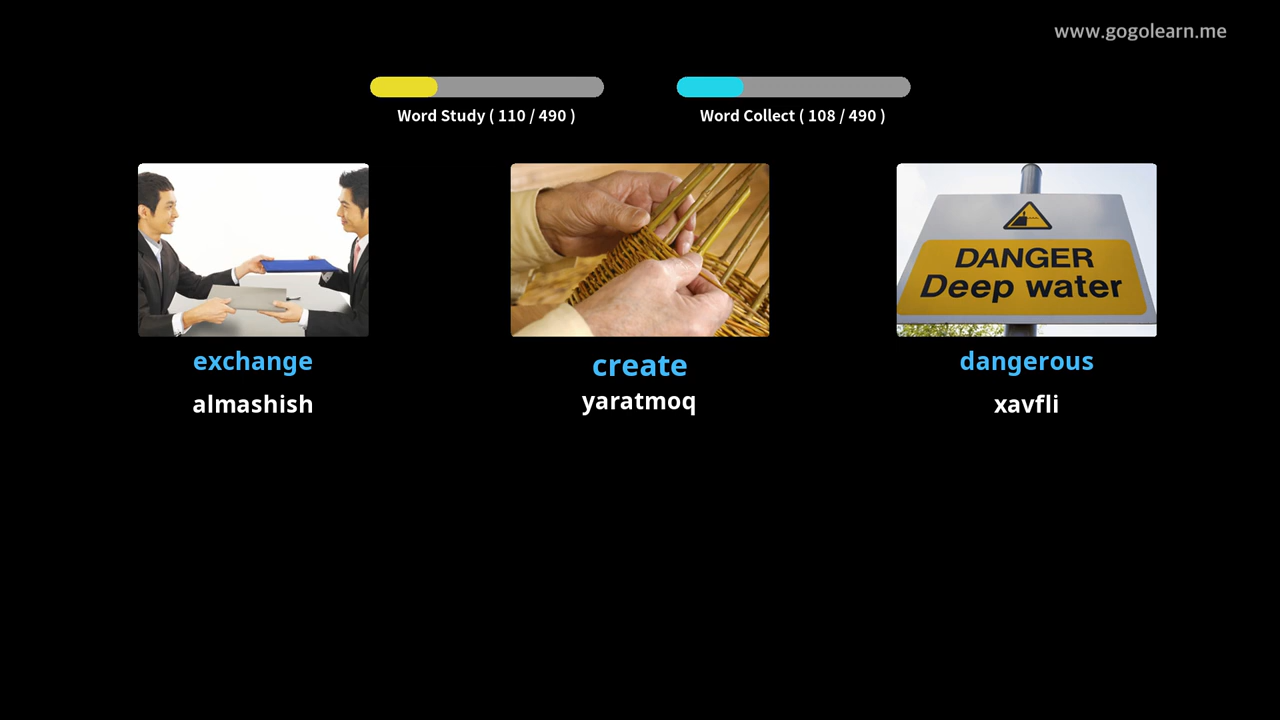 www.gogolearn.me
Word Study ( 110 / 490 )
Word Collect ( 108 / 490 )
DANGER
Deep water
exchange
create
dangerous
almashish
yaratmoq
xavfli